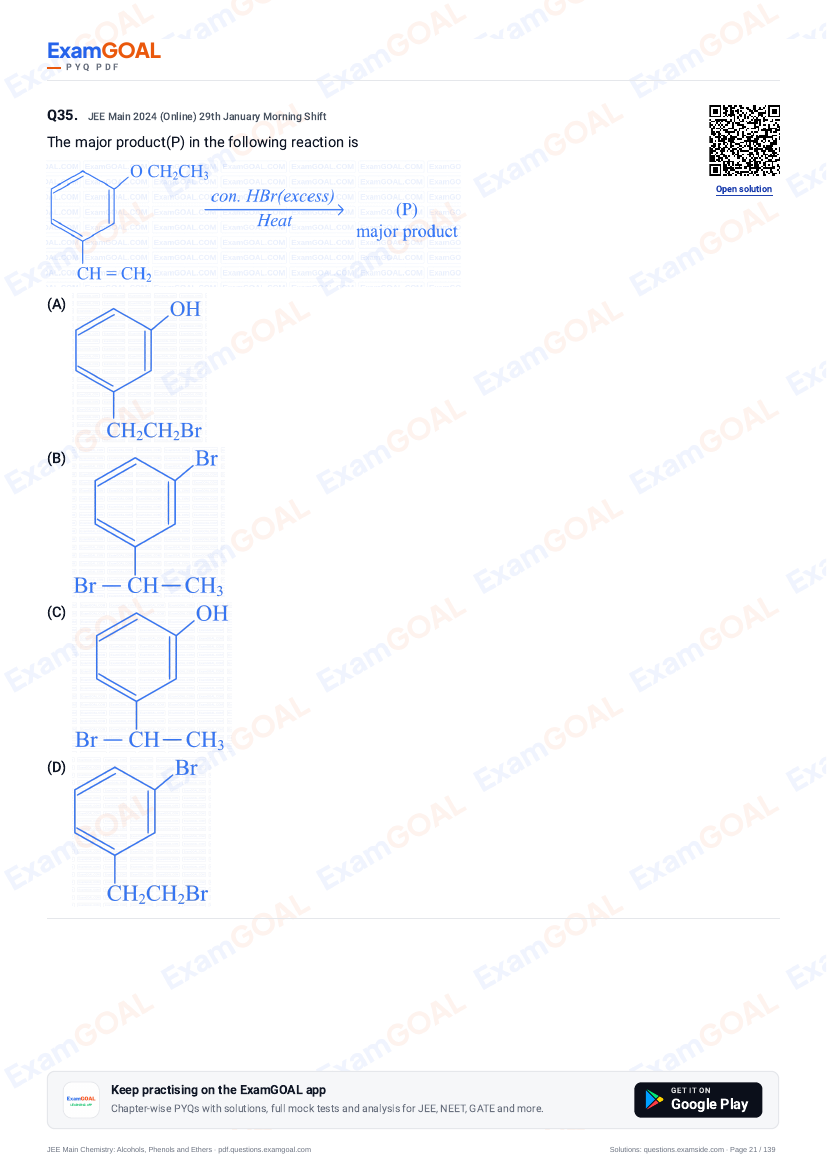 ExamGOAL
PYQ PDF
Q35. JEE Main 2024 (Online) 29th January Morning Shift
The major product(P) in the following reaction is
Open solution
O CH₂CH₃
con. HBr(excess)
Heat
(P)
major product
CH = CH₂
(A)
OH
CH₂CH₂Br
(B)
Br
Br — CH — CH₃
(C)
OH
Br — CH — CH₃
(D)
Br
CH₂CH₂Br
Keep practising on the ExamGOAL app
Chapter-wise PYQs with solutions, full mock tests and analysis for JEE, NEET, GATE and more.
GET IT ON
Google Play
JEE Main Chemistry: Alcohols, Phenols and Ethers · pdf.questions.examgoal.com
Solutions: questions.examside.com · Page 21 / 139